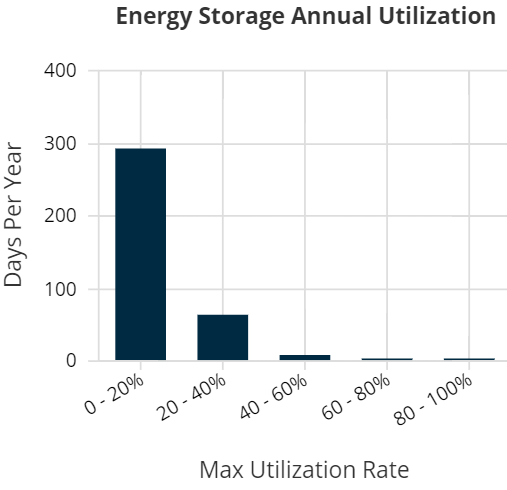 Energy Storage Annual Utilization
400
300
200
100
0
Days Per Year
0 - 20%
20 - 40%
40 - 60%
60 - 80%
80 - 100%
Max Utilization Rate